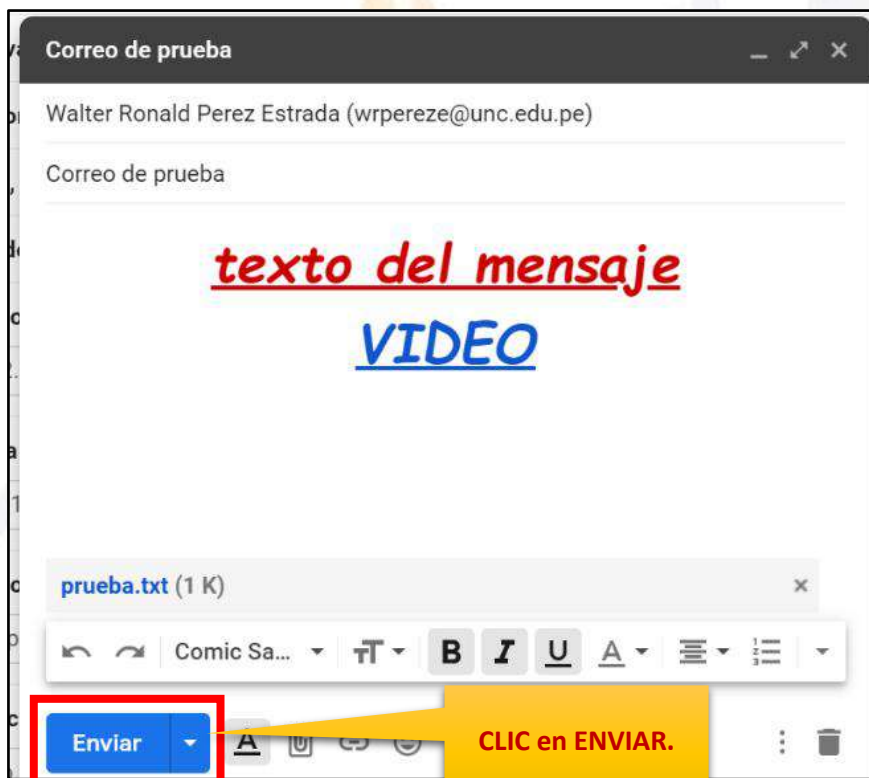 Correo de prueba
Walter Ronald Perez Estrada (wrpereze@unc.edu.pe)
Correo de prueba
texto del mensaje
VIDEO
prueba.txt (1 K)
Comic Sa...
B I U A
Enviar
A
CLIC en ENVIAR.